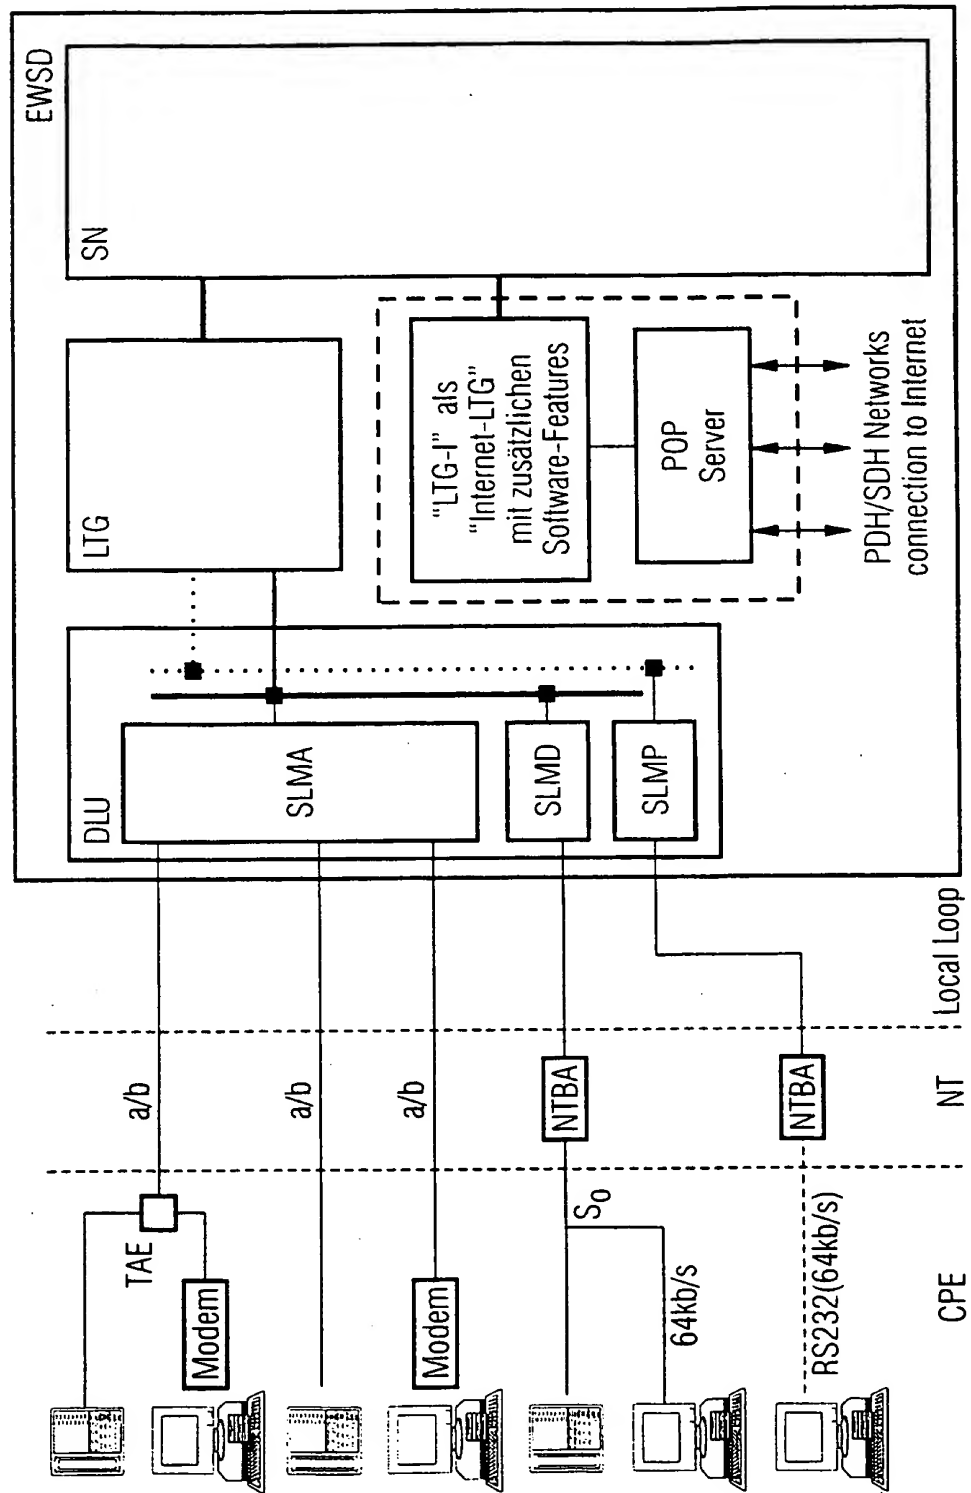 EWSD
SN
LTG
"LTG-I" als
"Internet-LTG"
mit zusätzlichen
Software-Features
POP
Server
PDH/SDH Networks
connection to Internet
DLU
SLMA
SLMD
SLMP
Local Loop
a/b
a/b
a/b
NTBA
NTBA
NT
TAE
Modem
Modem
S0
64kb/s
RS232(64kb/s)
CPE